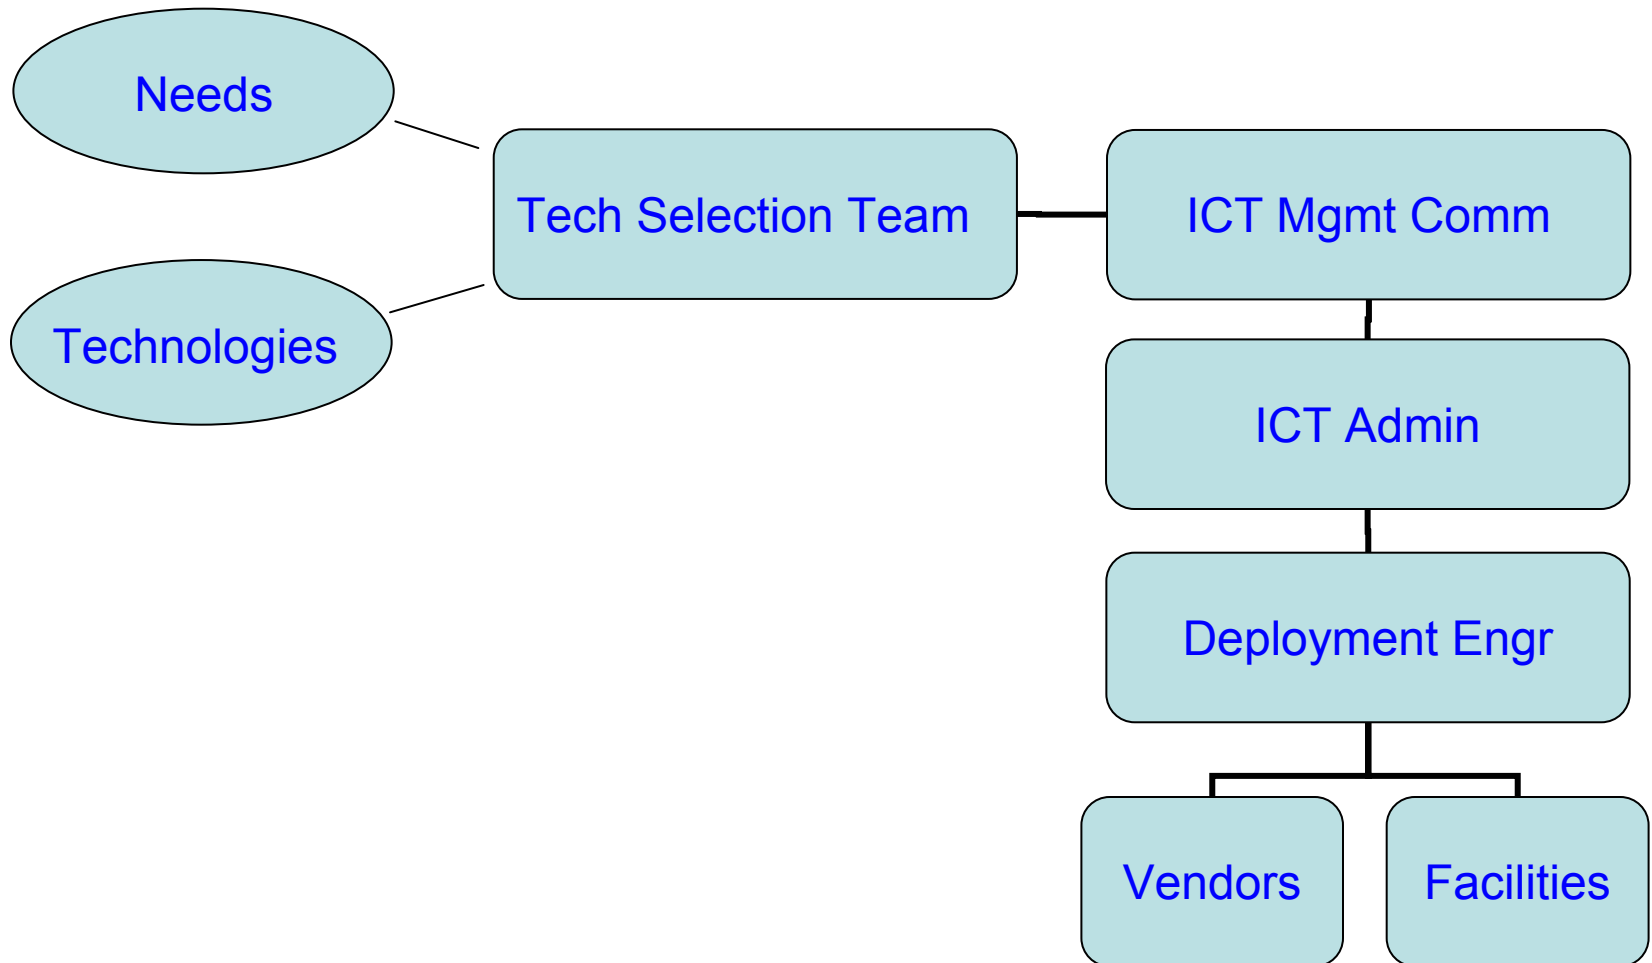 Needs
Technologies
Tech Selection Team
ICT Mgmt Comm
ICT Admin
Deployment Engr
Vendors
Facilities